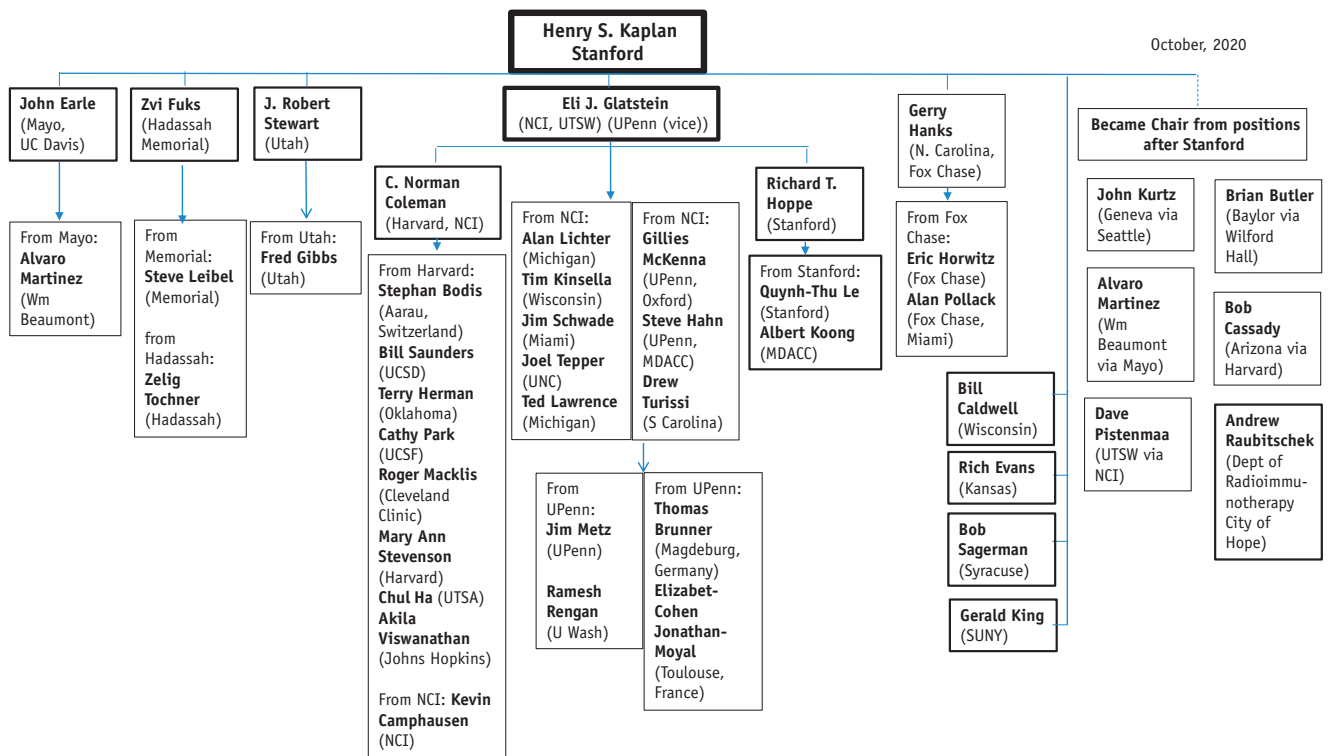 Henry S. Kaplan
Stanford
October, 2020
John Earle
(Mayo,
UC Davis)
Zvi Fuks
(Hadassah
Memorial)
J. Robert
Stewart
(Utah)
Eli J. Glatstein
(NCI, UTSW) (UPenn (vice))
Gerry
Hanks
(N. Carolina,
Fox Chase)
Became Chair from positions
after Stanford
From Mayo:
Alvaro
Martinez
(Wm
Beaumont)
From
Memorial:
Steve Leibel
(Memorial)
from
Hadassah:
Zelig
Tochner
(Hadassah)
From Utah:
Fred Gibbs
(Utah)
C. Norman
Coleman
(Harvard, NCI)
From Harvard:
Stephan Bodis
(Aarau,
Switzerland)
Bill Saunders
(UCSD)
Terry Herman
(Oklahoma)
Cathy Park
(UCSF)
Roger Macklis
(Cleveland
Clinic)
Mary Ann
Stevenson
(Harvard)
Chul Ha (UTSA)
Akila
Viswanathan
(Johns Hopkins)
From NCI: Kevin
Camphausen
(NCI)
From NCI:
Alan Lichter
(Michigan)
Tim Kinsella
(Wisconsin)
Jim Schwade
(Miami)
Joel Tepper
(UNC)
Ted Lawrence
(Michigan)
From NCI:
Gillies
McKenna
(UPenn,
Oxford)
Steve Hahn
(UPenn,
MDACC)
Drew
Turissi
(S Carolina)
From
UPenn:
Jim Metz
(UPenn)
Ramesh
Rengan
(U Wash)
From UPenn:
Thomas
Brunner
(Magdeburg,
Germany)
Elizabet-
Cohen
Jonathan-
Moyal
(Toulouse,
France)
Richard T.
Hoppe
(Stanford)
From Stanford:
Quynh-Thu Le
(Stanford)
Albert Koong
(MDACC)
From Fox
Chase:
Eric Horwitz
(Fox Chase)
Alan Pollack
(Fox Chase,
Miami)
Bill
Caldwell
(Wisconsin)
Rich Evans
(Kansas)
Bob
Sagerman
(Syracuse)
Gerald King
(SUNY)
John Kurtz
(Geneva via
Seattle)
Alvaro
Martinez
(Wm
Beaumont
via Mayo)
Dave
Pistenmaa
(UTSW via
NCI)
Brian Butler
(Baylor via
Wilford
Hall)
Bob
Cassady
(Arizona via
Harvard)
Andrew
Raubitschek
(Dept of
Radioimmu-
notherapy
City of
Hope)